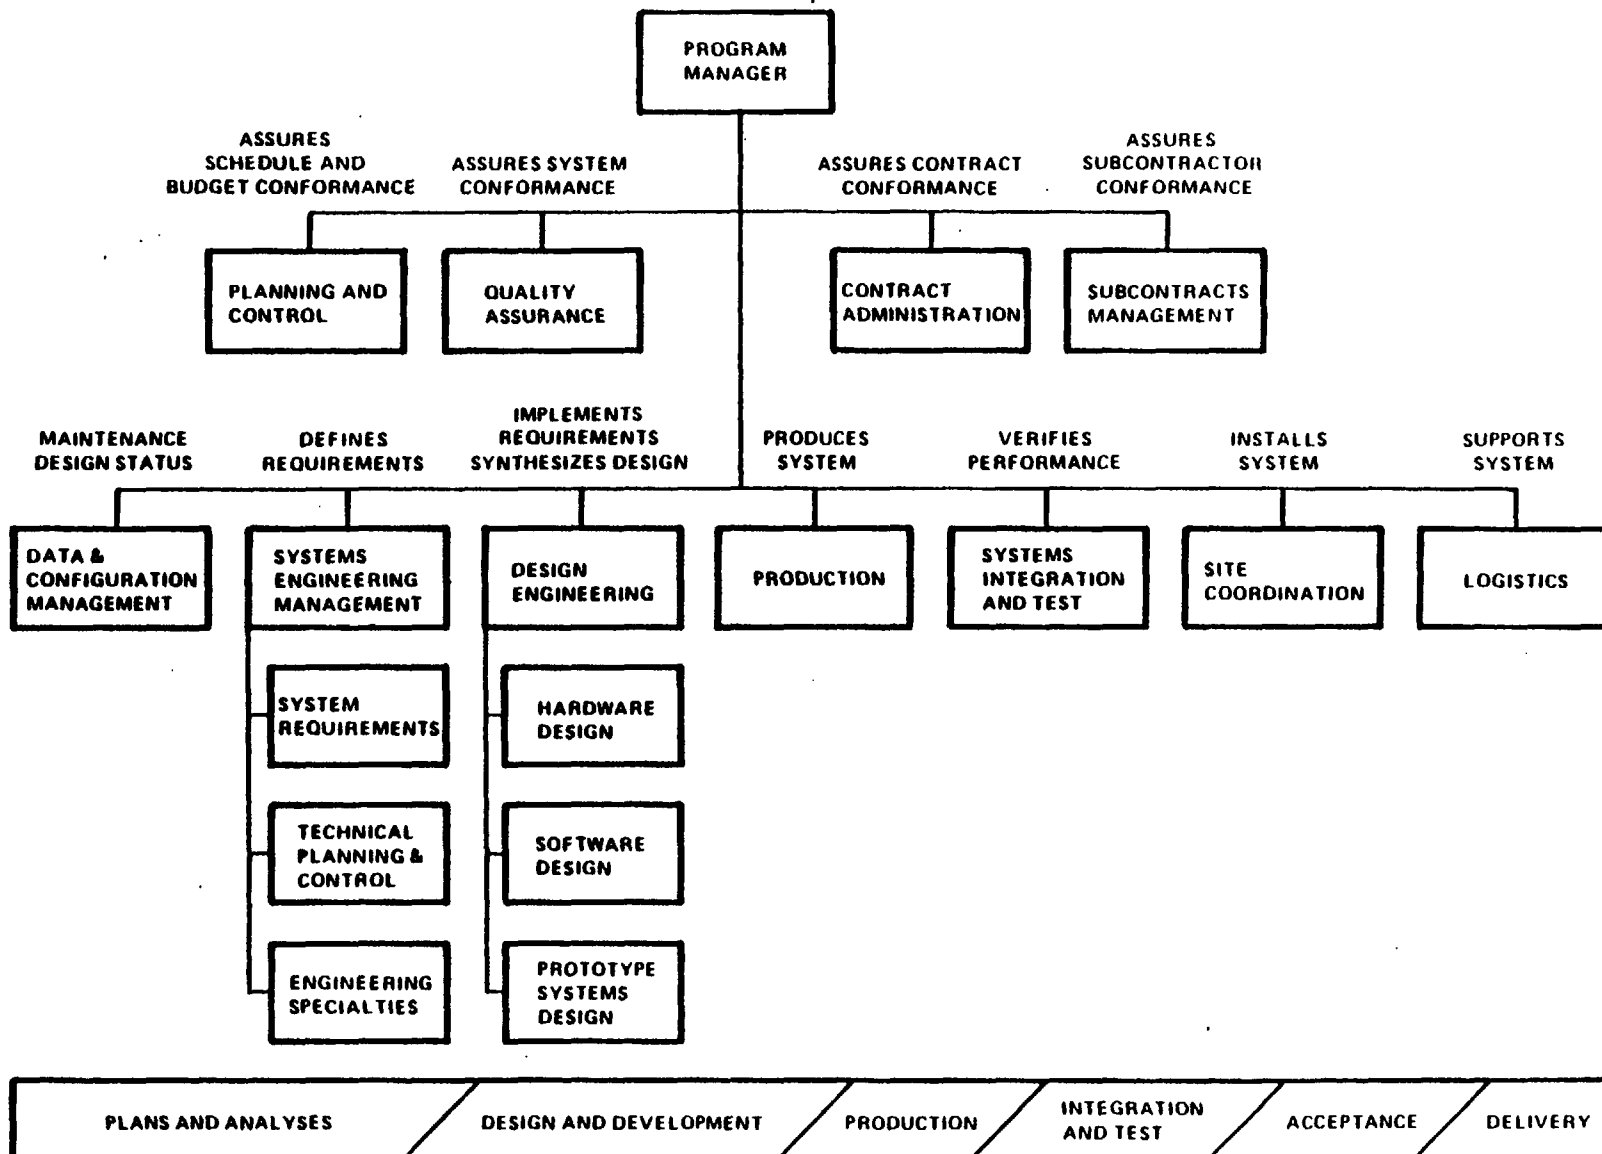 PROGRAM
MANAGER
ASSURES
SCHEDULE AND
BUDGET CONFORMANCE
ASSURES SYSTEM
CONFORMANCE
ASSURES CONTRACT
CONFORMANCE
ASSURES
SUBCONTRACTOR
CONFORMANCE
PLANNING AND
CONTROL
QUALITY
ASSURANCE
CONTRACT
ADMINISTRATION
SUBCONTRACTS
MANAGEMENT
MAINTENANCE
DESIGN STATUS
DEFINES
REQUIREMENTS
IMPLEMENTS
REQUIREMENTS
SYNTHESIZES DESIGN
PRODUCES
SYSTEM
VERIFIES
PERFORMANCE
INSTALLS
SYSTEM
SUPPORTS
SYSTEM
DATA &
CONFIGURATION
MANAGEMENT
SYSTEMS
ENGINEERING
MANAGEMENT
DESIGN
ENGINEERING
PRODUCTION
SYSTEMS
INTEGRATION
AND TEST
SITE
COORDINATION
LOGISTICS
SYSTEM
REQUIREMENTS
HARDWARE
DESIGN
TECHNICAL
PLANNING &
CONTROL
SOFTWARE
DESIGN
ENGINEERING
SPECIALTIES
PROTOTYPE
SYSTEMS
DESIGN
PLANS AND ANALYSES
DESIGN AND DEVELOPMENT
PRODUCTION
INTEGRATION
AND TEST
ACCEPTANCE
DELIVERY